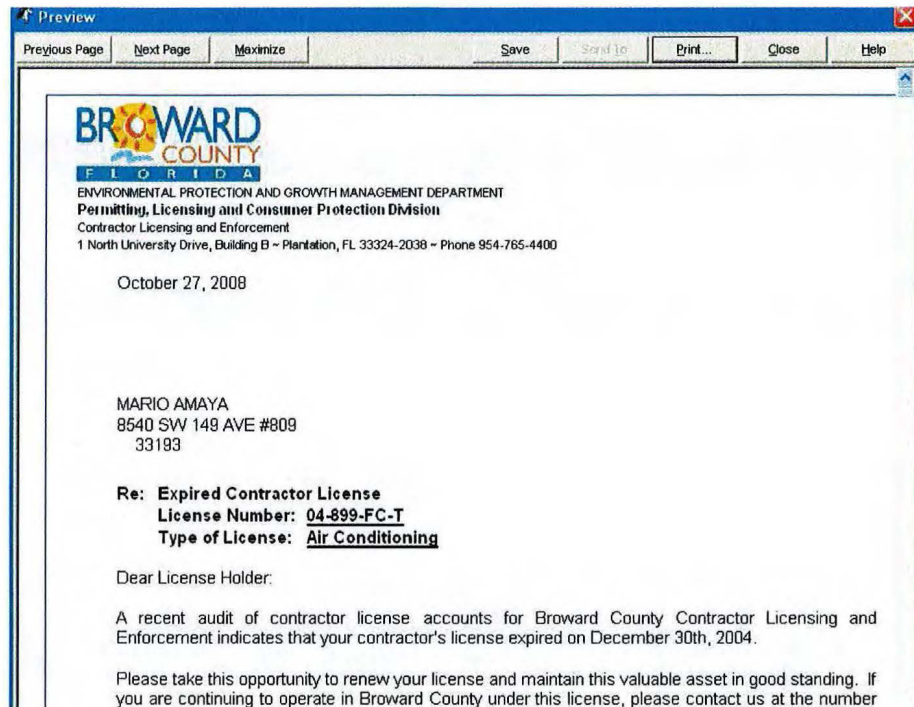 Preview
Previous Page Next Page Maximize Save Send to Print... Close Help
BROWARD
COUNTY
FLORIDA
ENVIRONMENTAL PROTECTION AND GROWTH MANAGEMENT DEPARTMENT
Permitting, Licensing and Consumer Protection Division
Contractor Licensing and Enforcement
1 North University Drive, Building B ~ Plantation, FL 33324-2038 ~ Phone 954-765-4400
October 27, 2008
MARIO AMAYA
8540 SW 149 AVE #809
33193
Re: Expired Contractor License
License Number: 04-899-FC-T
Type of License: Air Conditioning
Dear License Holder:
A recent audit of contractor license accounts for Broward County Contractor Licensing and
Enforcement indicates that your contractor's license expired on December 30th, 2004.
Please take this opportunity to renew your license and maintain this valuable asset in good standing. If
you are continuing to operate in Broward County under this license, please contact us at the number